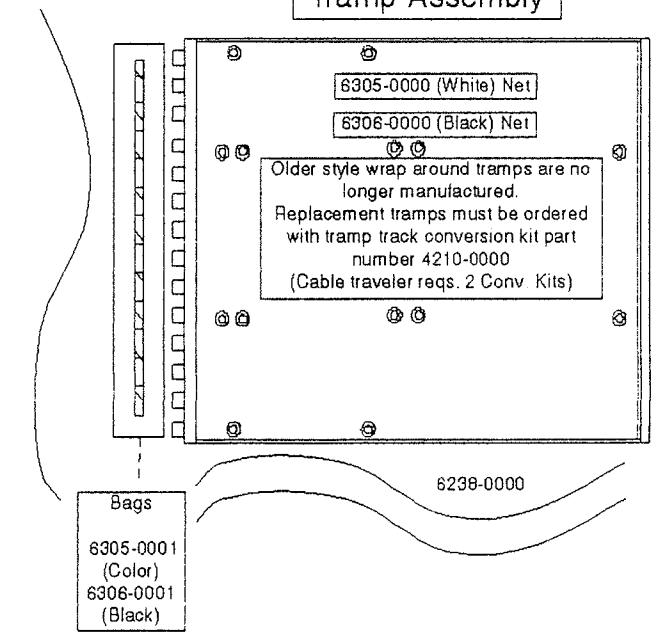 Tramp Assembly
6305-0000 (White) Net
6306-0000 (Black) Net
Older style wrap around tramps are no
longer manufactured.
Replacement tramps must be ordered
with tramp track conversion kit part
number 4210-0000
(Cable traveler reqs. 2 Conv. Kits)
6238-0000
Bags
6305-0001
(Color)
6306-0001
(Black)